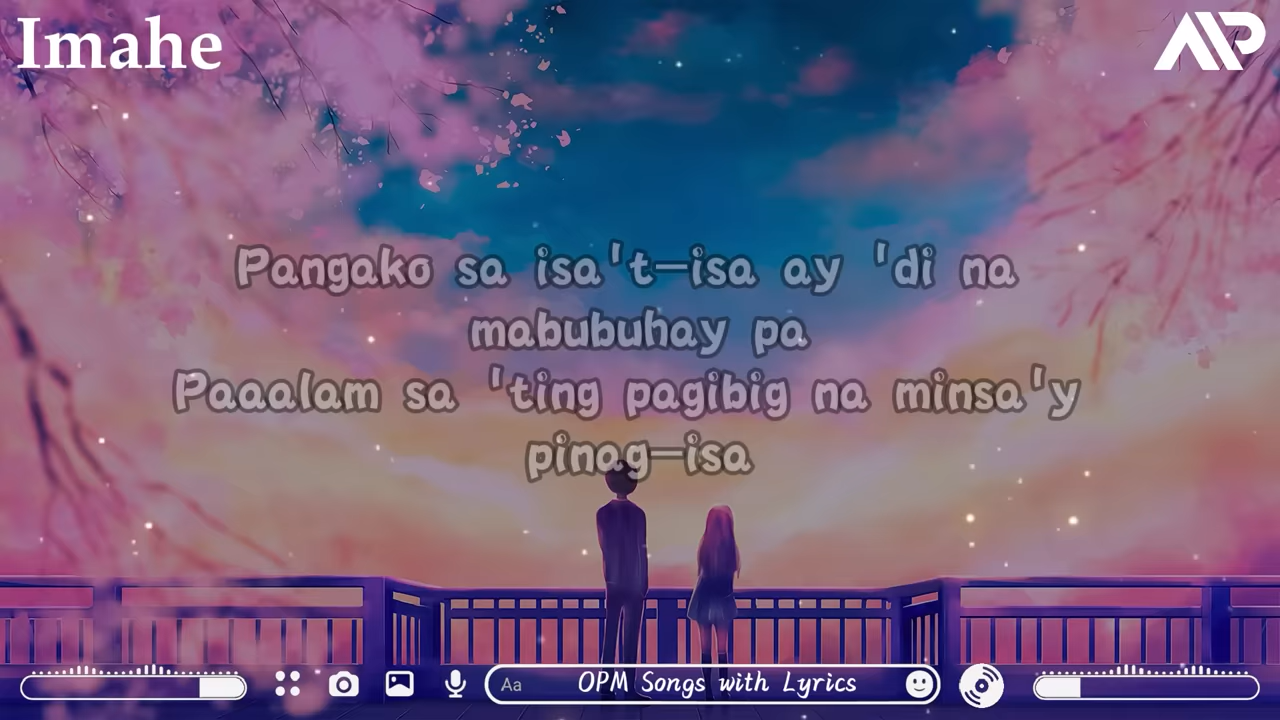 Imahe
AMP
Pangako sa isa't-isa ay 'di na
mabubuhay pa
Paaalam sa 'ting pagibig na minsa'y
pinag-isa
Aa OPM Songs with Lyrics